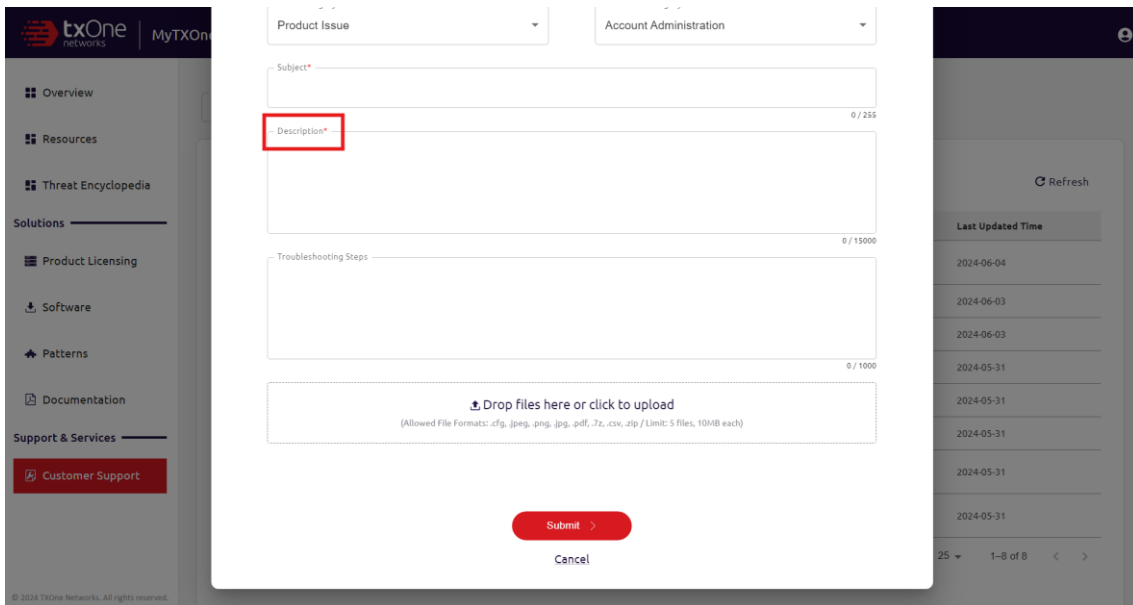 txOne
networks
MyTXOn
Product Issue
Account Administration
Overview
Resources
Threat Encyclopedia
Solutions
Product Licensing
Software
Patterns
Documentation
Support & Services
Customer Support
© 2024 TXOne Networks. All rights reserved.
Subject*
0 / 255
Description*
0 / 15000
Troubleshooting Steps
0 / 1000
Drop files here or click to upload
(Allowed File Formats: .cfg, .jpeg, .png, .jpg, .pdf, .7z, .csv, .zip / Limit: 5 files, 10MB each)
Submit
Cancel
Refresh
Last Updated Time
2024-06-04
2024-06-03
2024-06-03
2024-05-31
2024-05-31
2024-05-31
2024-05-31
2024-05-31
25 1–8 of 8